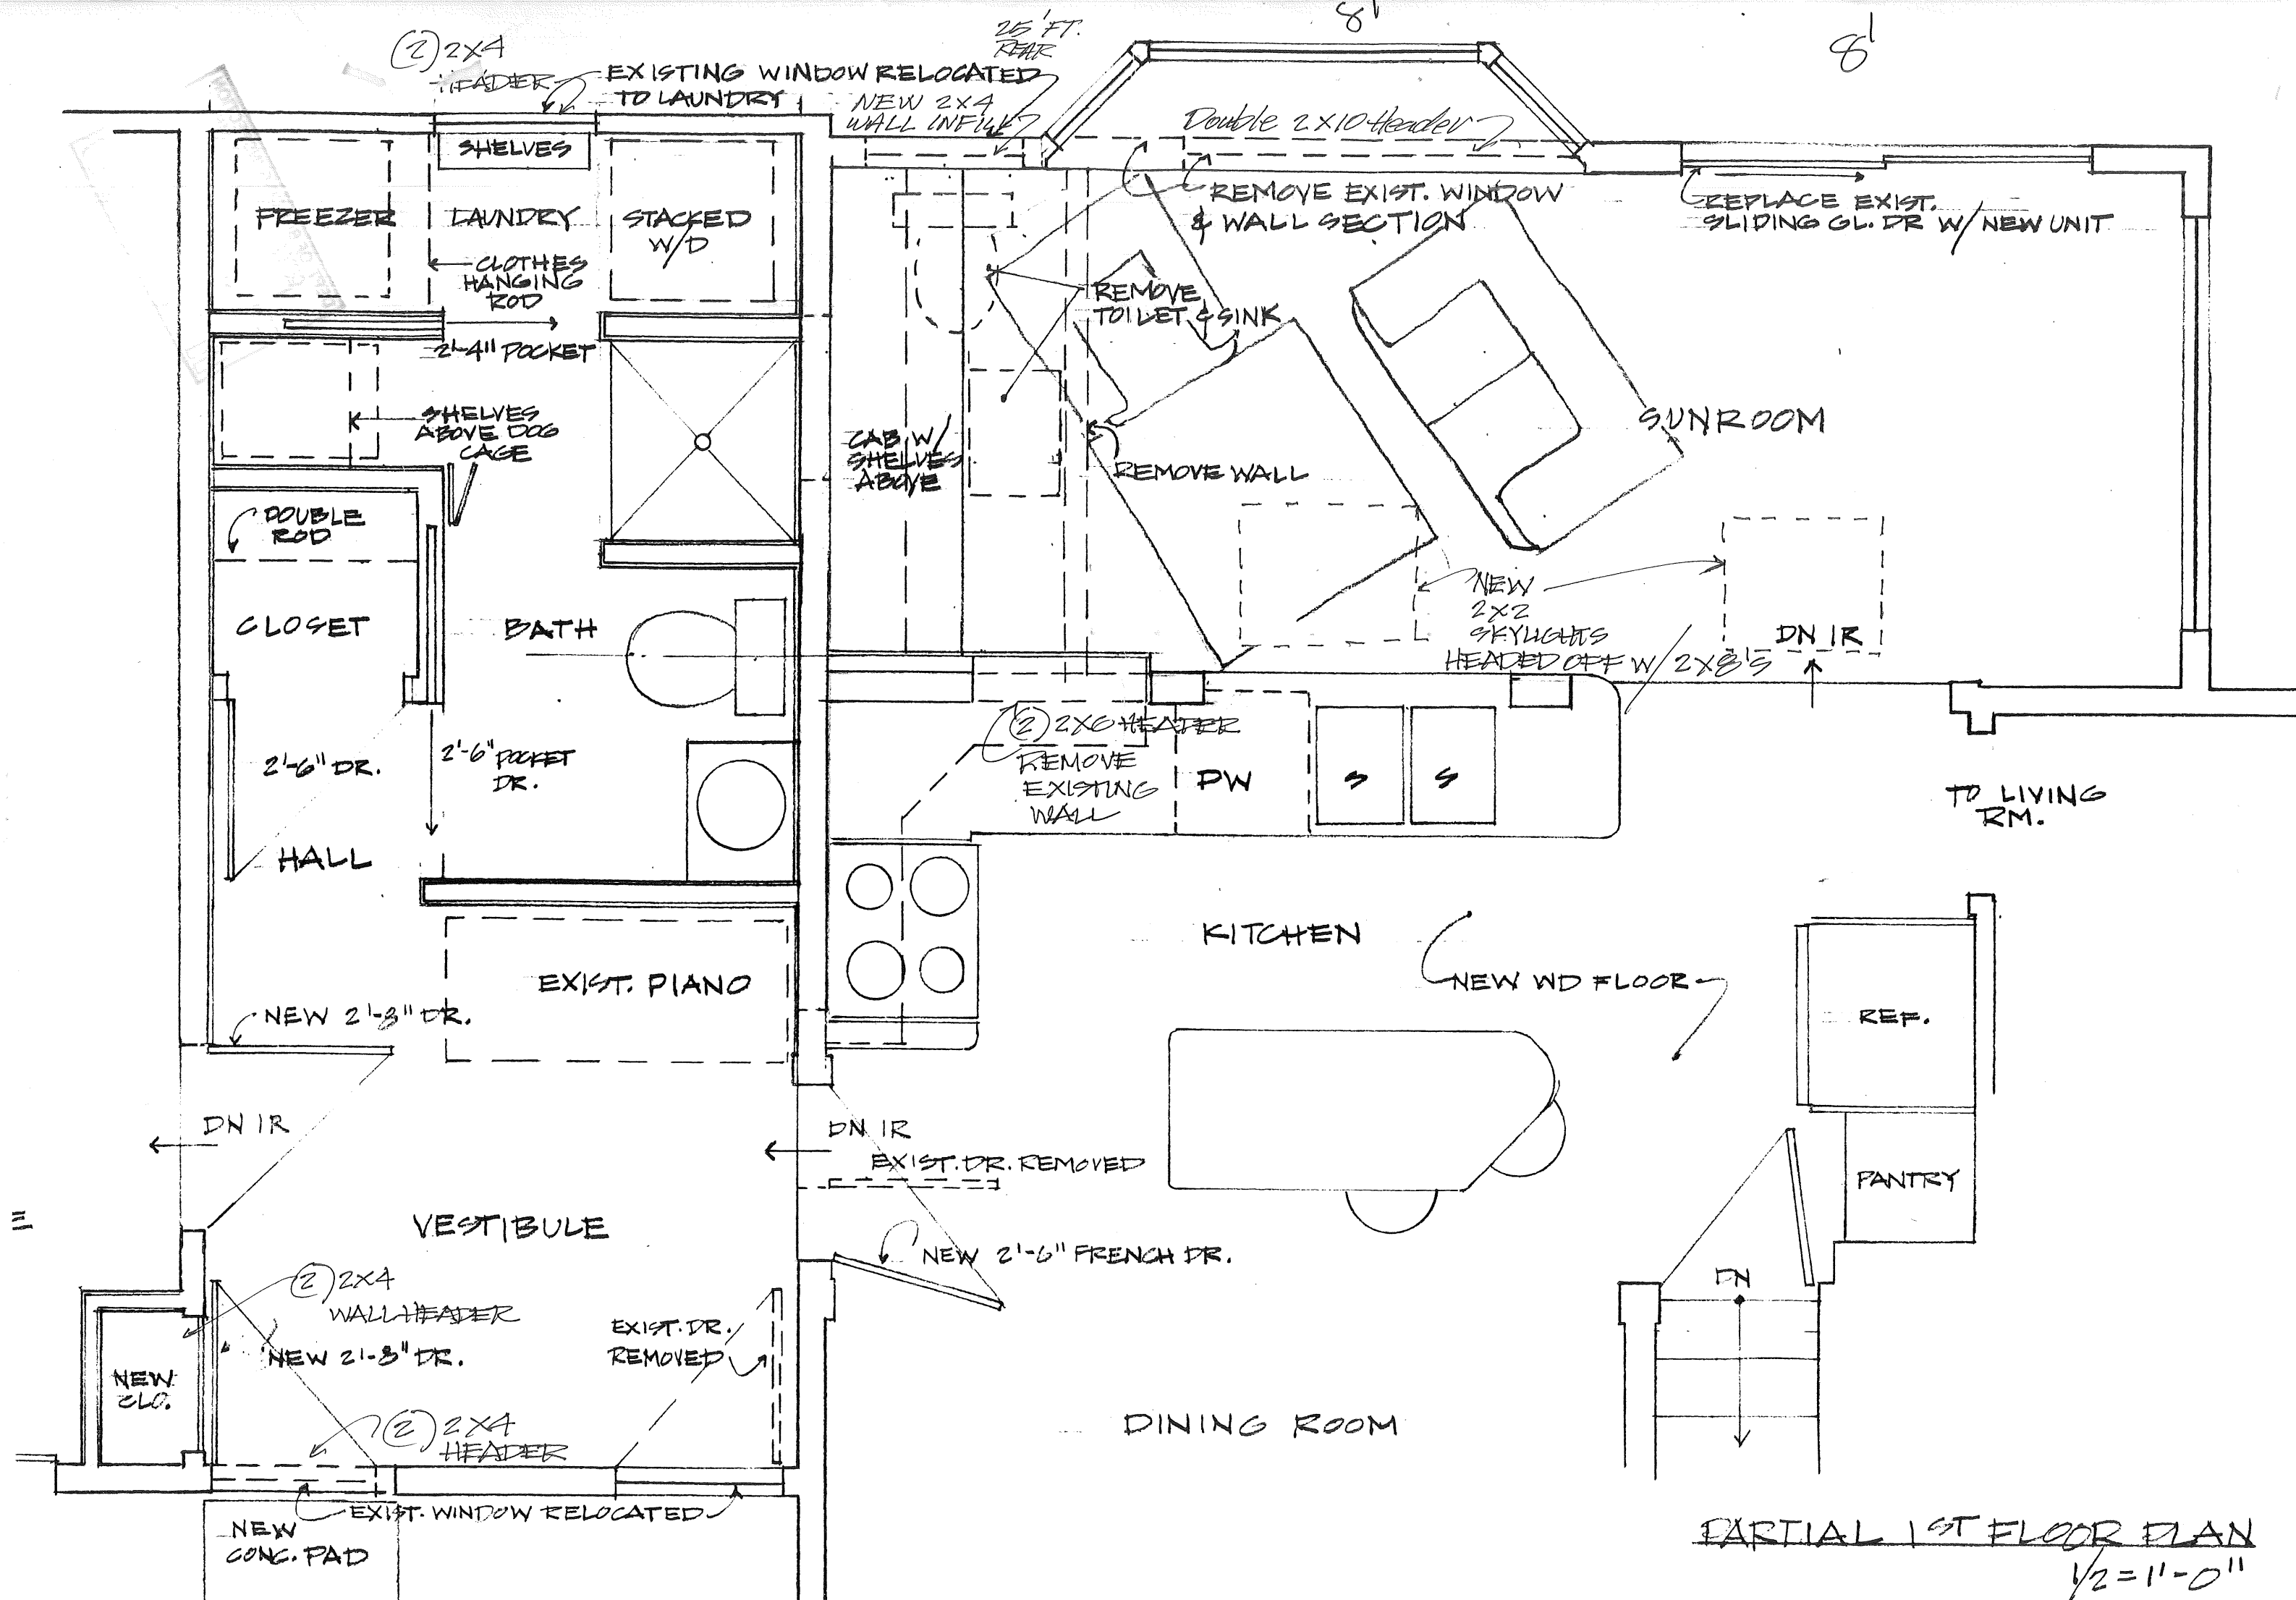 8'
8'
25' FT.
REAR
(2) 2X4
HEADER
EXISTING WINDOW RELOCATED
TO LAUNDRY
NEW 2X4
WALL INFILL
Double 2X10 Header
SHELVES
FREEZER
LAUNDRY
STACKED
W/D
CLOTHES
HANGING
ROD
REMOVE EXIST. WINDOW
& WALL SECTION
REPLACE EXIST.
SLIDING GL. DR W/ NEW UNIT
REMOVE
TOILET & SINK
2'-4" POCKET
SHELVES
ABOVE DOG
CAGE
CAB W/
SHELVES
ABOVE
REMOVE WALL
SUNROOM
DOUBLE
ROD
CLOSET
BATH
NEW
2X2
SKYLIGHTS
HEADED OFF W/ 2X8'S
DN 1R
2'-6" DR.
2'-6" POCKET
DR.
(2) 2X6 HEADER
REMOVE
EXISTING
WALL
DW
S
S
TO LIVING
RM.
HALL
KITCHEN
EXIST. PIANO
NEW WD FLOOR
REF.
NEW 2'-8" DR.
DN 1R
DN 1R
EXIST. DR. REMOVED
PANTRY
VESTIBULE
NEW 2'-6" FRENCH DR.
(2) 2X4
WALL HEADER
DN
EXIST. DR.
REMOVED
NEW 2'-8" DR.
NEW
CLO.
(2) 2X4
HEADER
DINING ROOM
EXIST. WINDOW RELOCATED
NEW
CONC. PAD
PARTIAL 1ST FLOOR PLAN
1/2 = 1'-0"